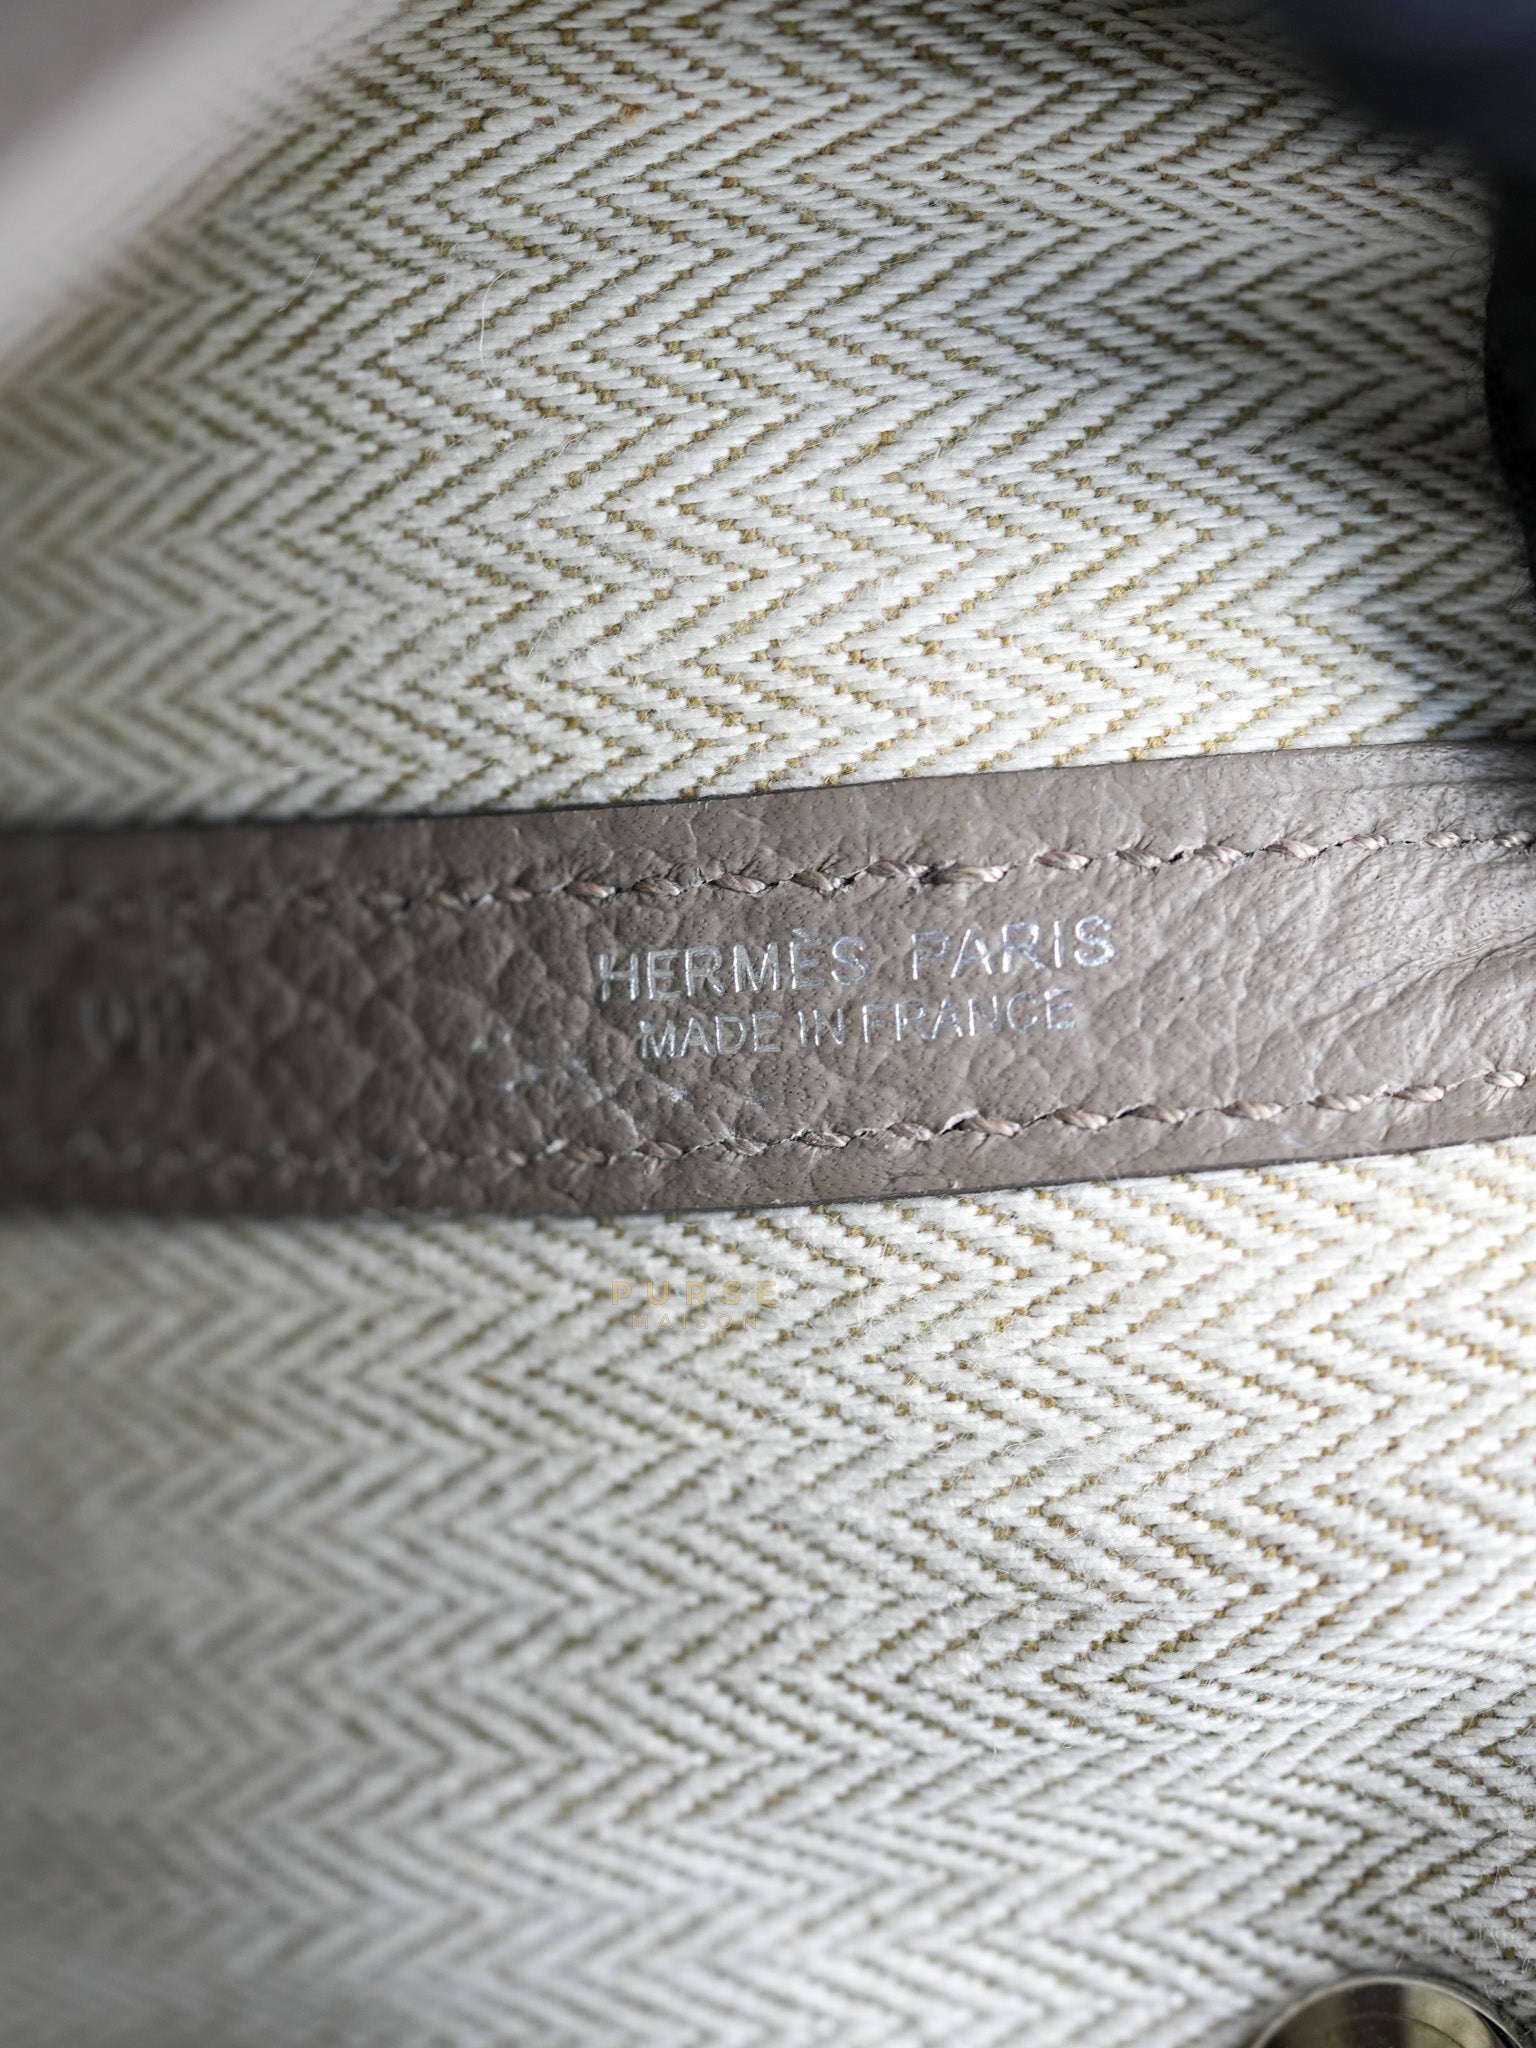 HERMÈS PARIS
MADE IN FRANCE
PURSE
MAISON